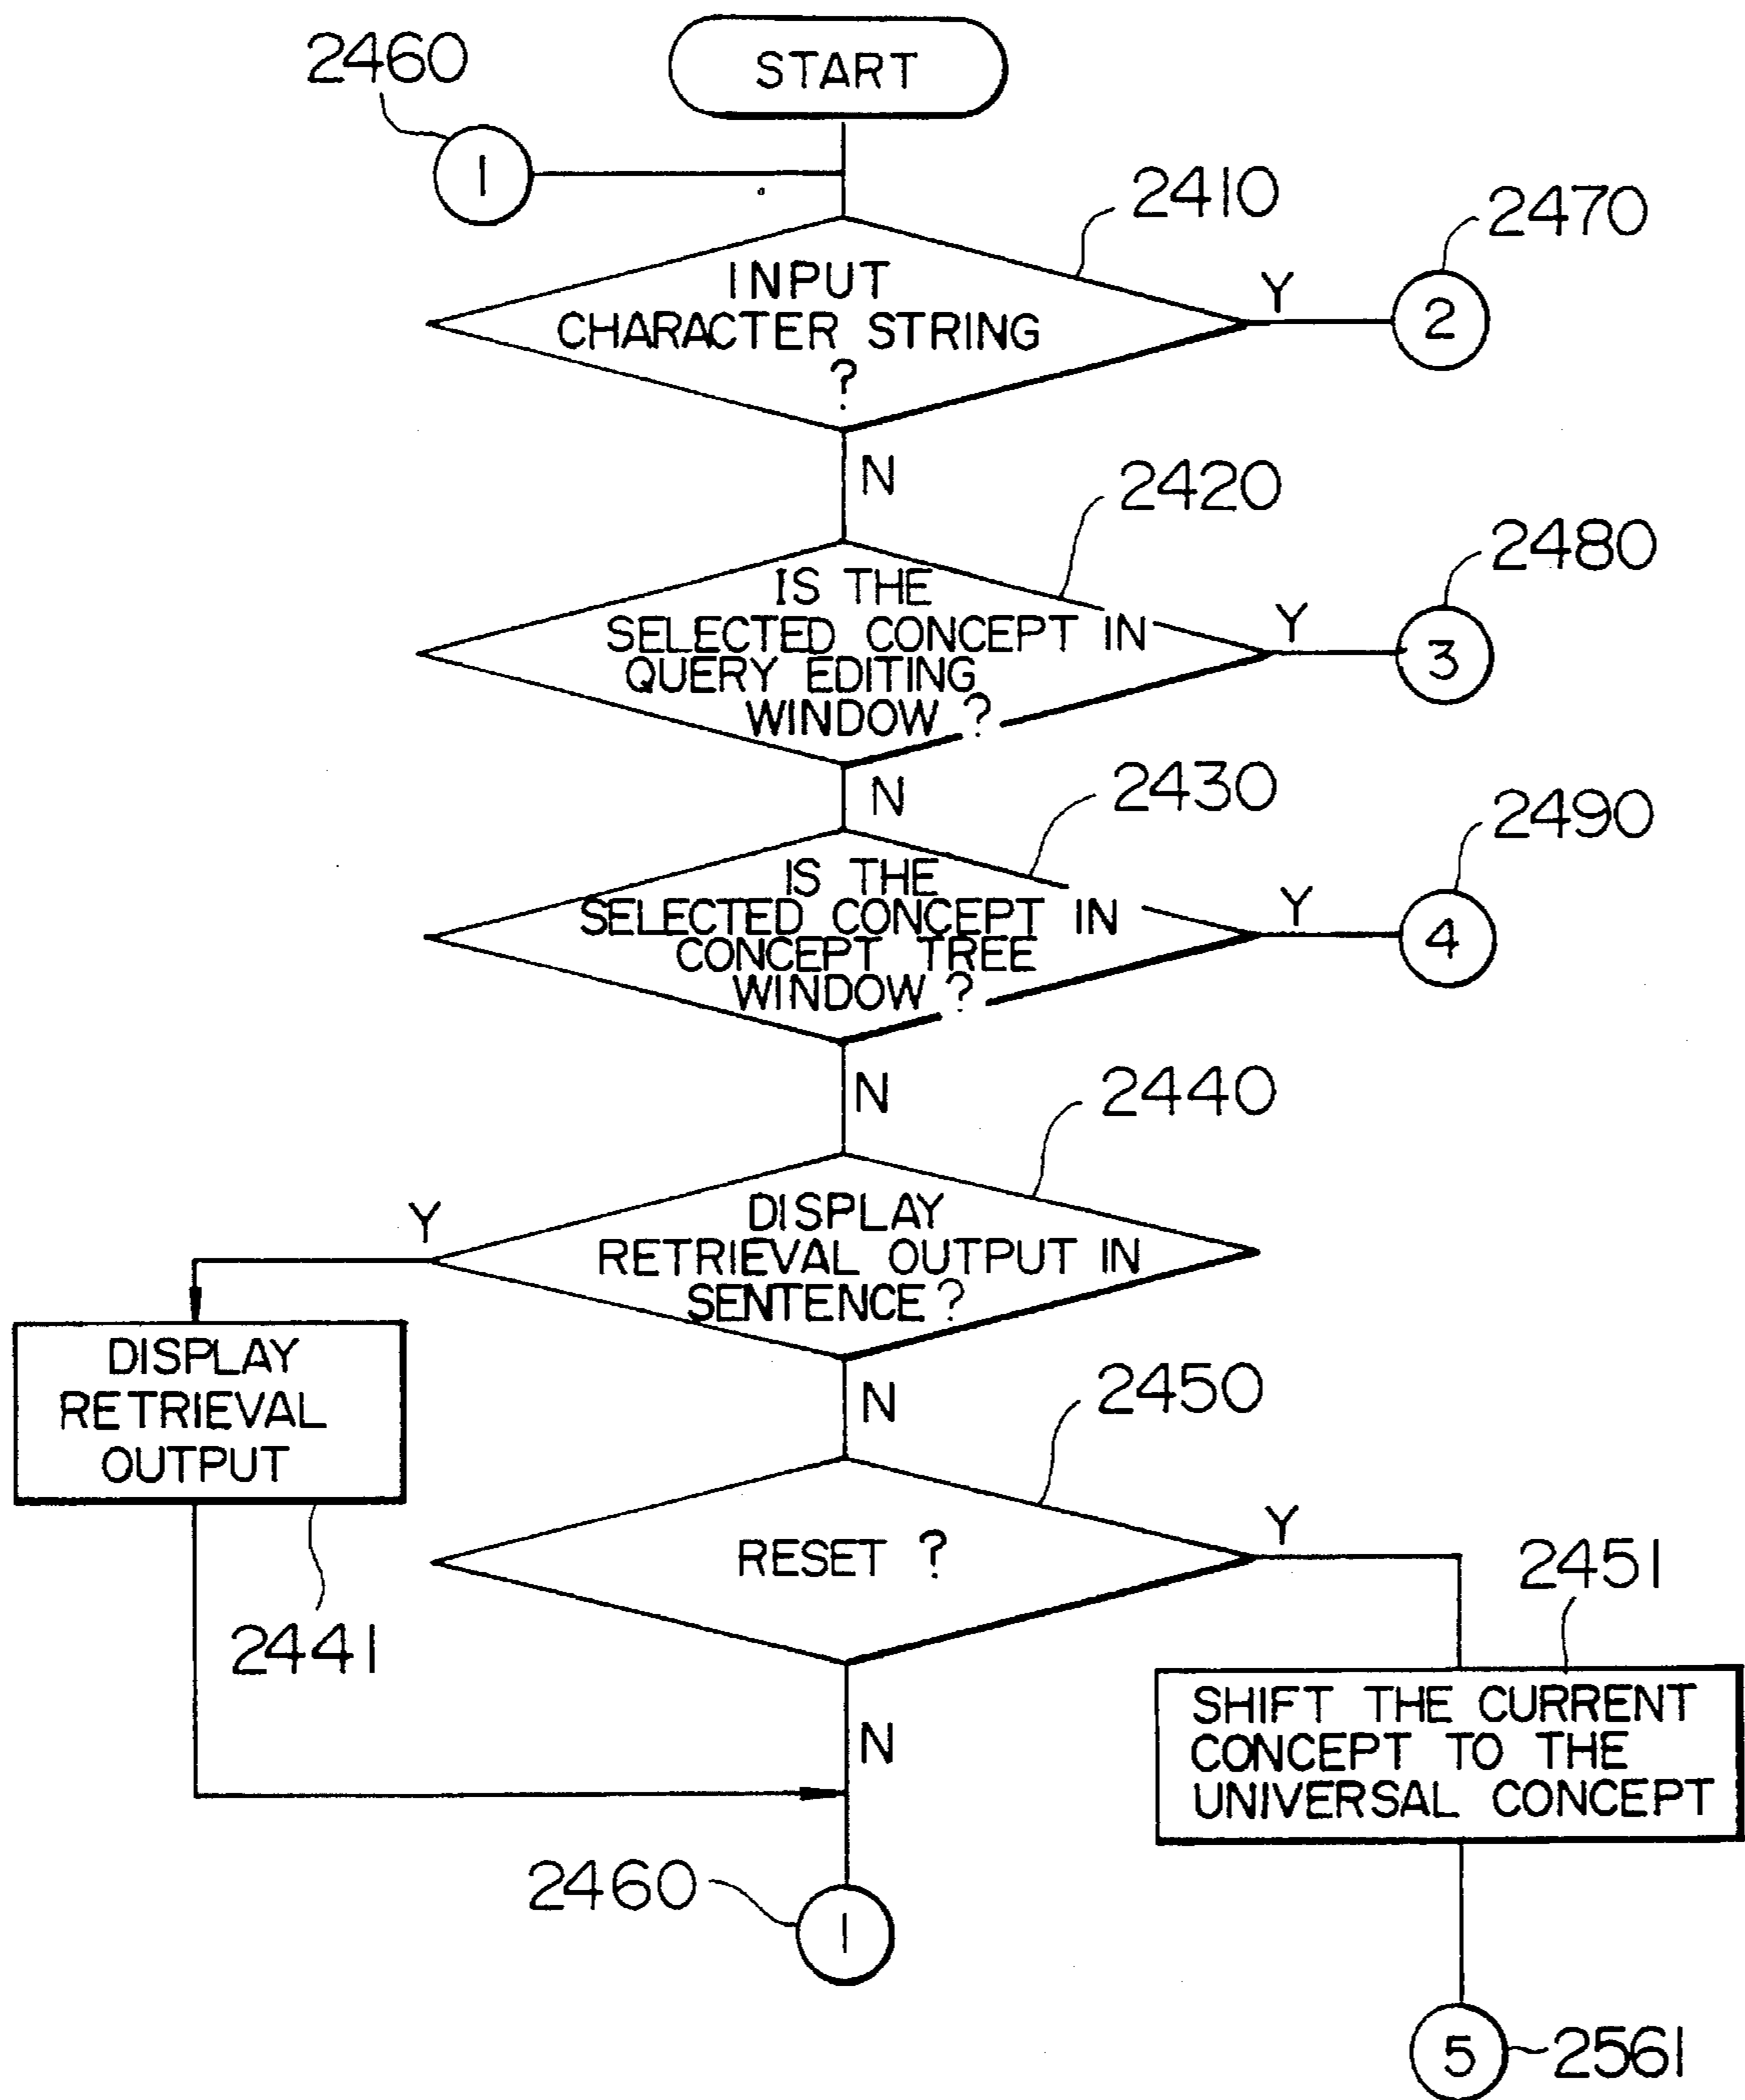 2460
START
1
2410
2470
INPUT
CHARACTER STRING
?
Y
2
N
2420
2480
IS THE
SELECTED CONCEPT IN
QUERY EDITING
WINDOW ?
Y
3
N
2430
2490
IS THE
SELECTED CONCEPT IN
CONCEPT TREE
WINDOW ?
Y
4
N
2440
Y
DISPLAY
RETRIEVAL OUTPUT IN
SENTENCE ?
DISPLAY
RETRIEVAL
OUTPUT
N
2450
RESET ?
Y
2451
2441
SHIFT THE CURRENT
CONCEPT TO THE
UNIVERSAL CONCEPT
N
2460
1
5
2561